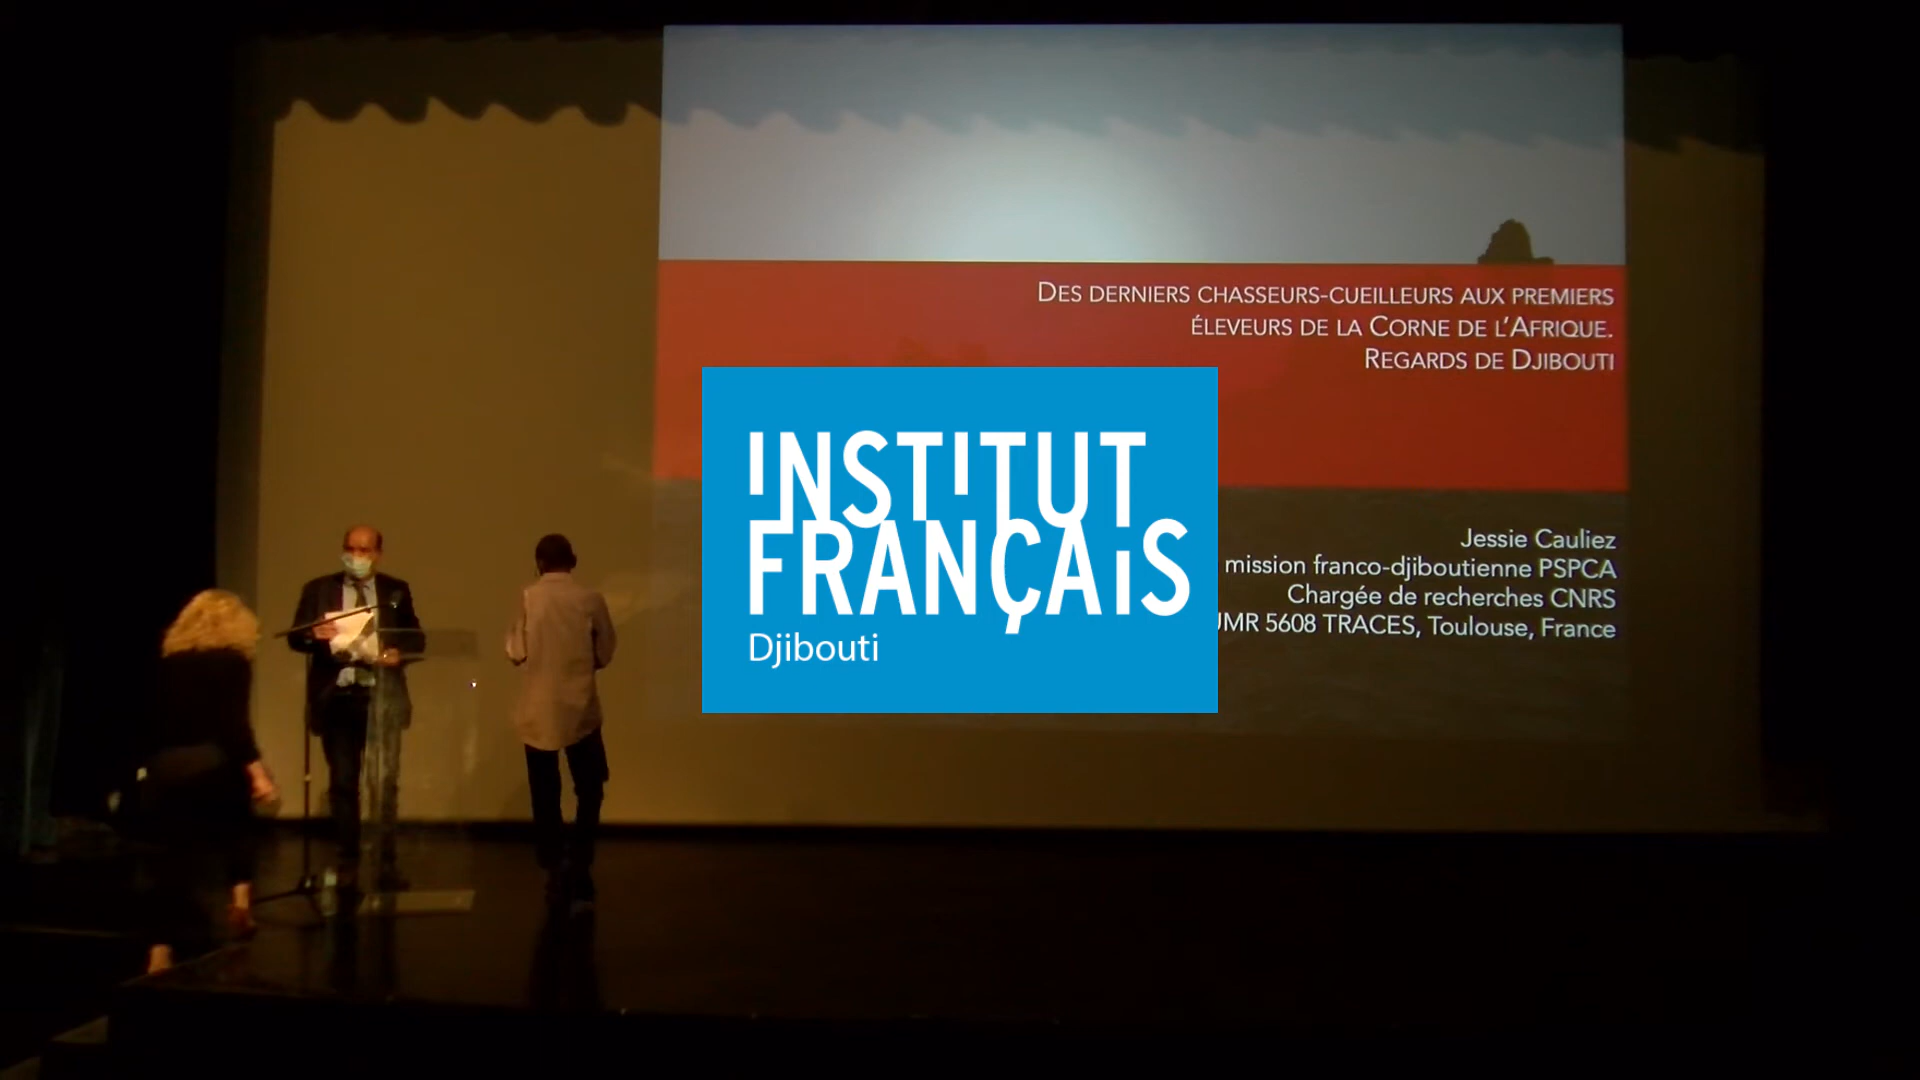 DES DERNIERS CHASSEURS-CUEILLEURS AUX PREMIERS
ÉLEVEURS DE LA CORNE DE L'AFRIQUE.
REGARDS DE DJIBOUTI
INSTITUT
FRANÇAIS
Djibouti
Jessie Cauliez
mission franco-djiboutienne PSPCA
Chargée de recherches CNRS
5608 TRACES, Toulouse, France